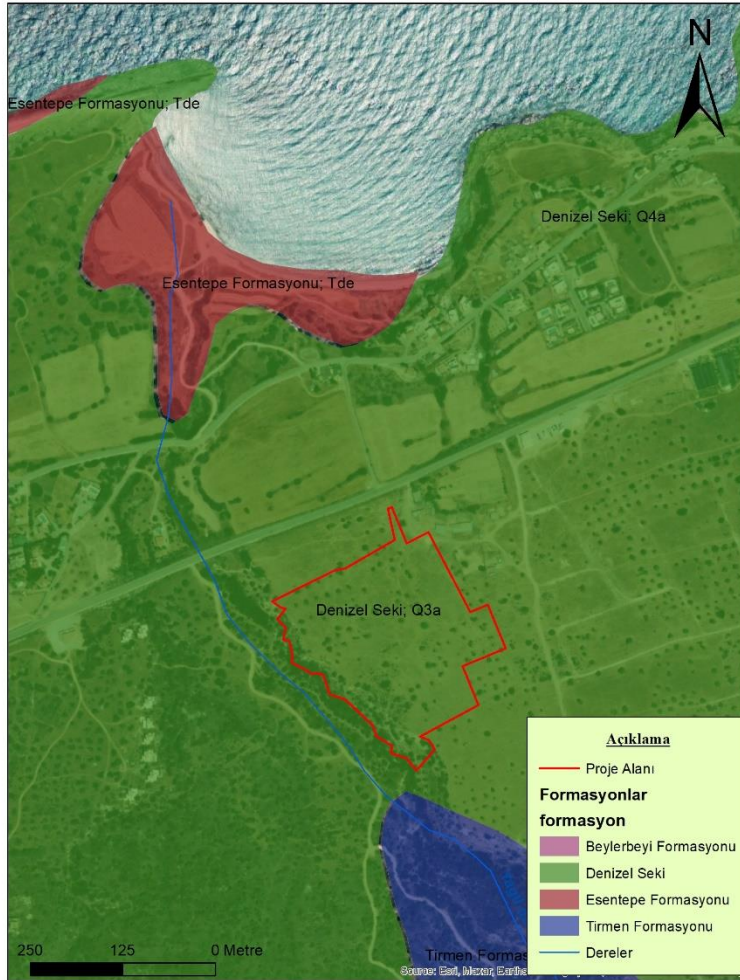 N
Esentepe Formasyonu; Tde
Denizel Seki; Q4a
Esentepe Formasyonu; Tde
Denizel Seki; Q3a
Açıklama
Proje Alanı
Formasyonlar
formasyon
Beylerbeyi Formasyonu
Denizel Seki
Esentepe Formasyonu
Tirmen Formasyonu
Dereler
250 125 0 Metre
Tirmen
Source: Esri, Maxar,